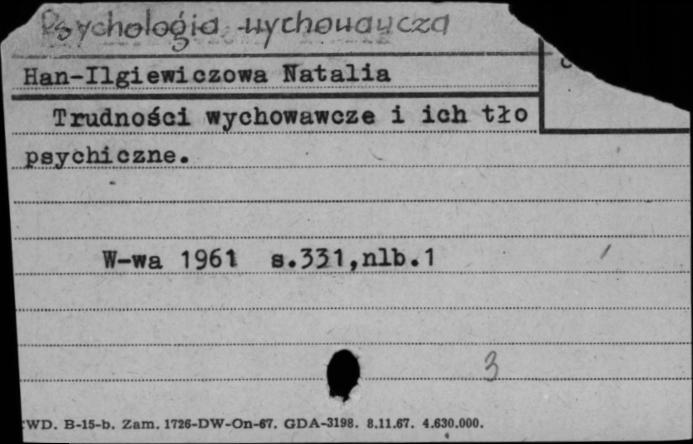 Psychologia wychowawcza
Han-Ilgiewiczowa Natalia
Trudności wychowawcze i ich tło
psychiczne.
W-wa 1961 s.331,nlb.1
3
WD. B-15-b. Zam. 1726-DW-On-67. GDA-3198. 8.11.67. 4.630.000.